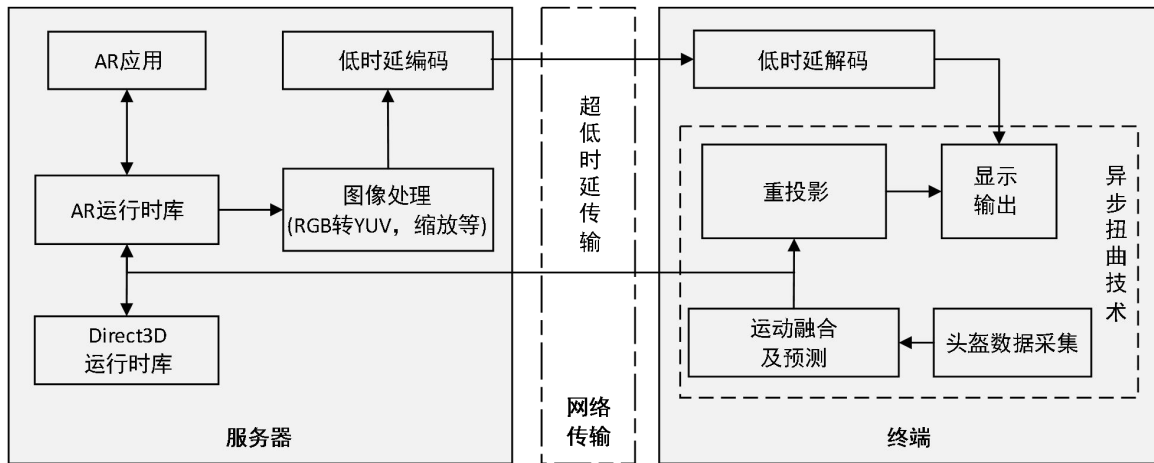 AR应用
低时延编码
AR运行时库
图像处理
(RGB转YUV，缩放等)
Direct3D
运行时库
服务器
超低时延传输
网络
传输
低时延解码
重投影
显示
输出
异步扭曲技术
运动融合
及预测
头盔数据采集
终端